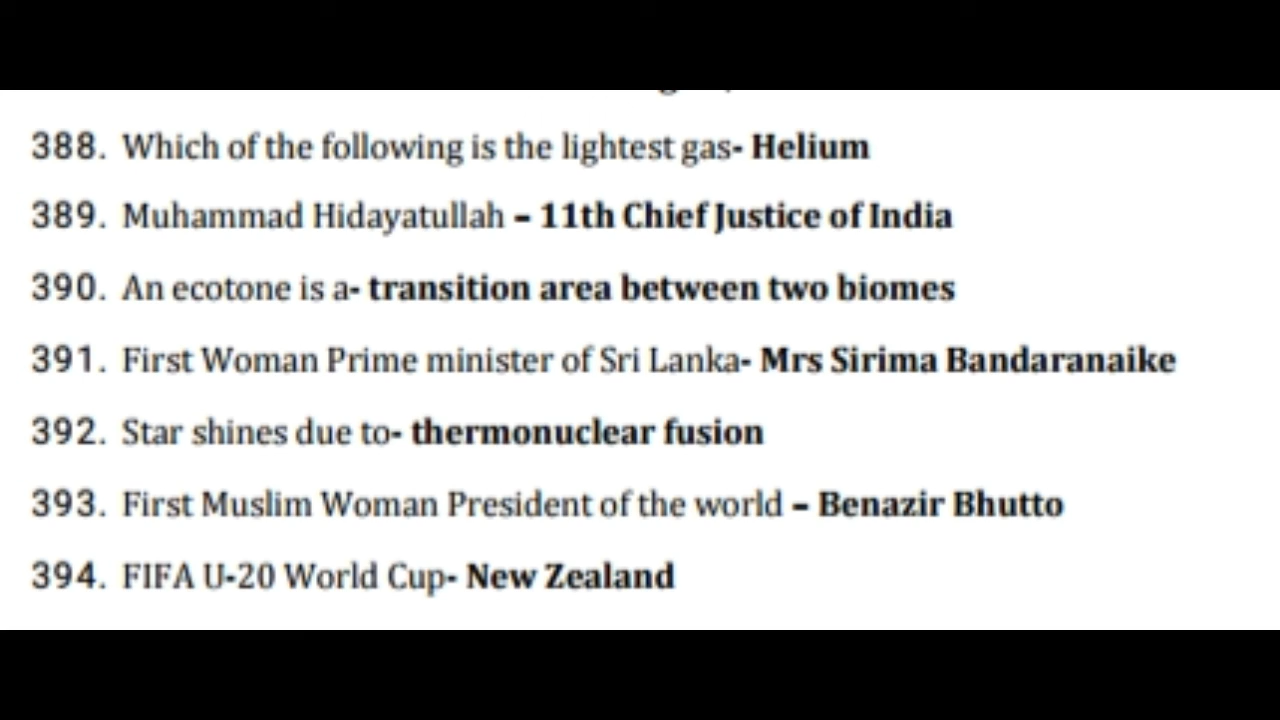 388. Which of the following is the lightest gas- Helium
389. Muhammad Hidayatullah – 11th Chief Justice of India
390. An ecotone is a- transition area between two biomes
391. First Woman Prime minister of Sri Lanka- Mrs Sirima Bandaranaike
392. Star shines due to- thermonuclear fusion
393. First Muslim Woman President of the world – Benazir Bhutto
394. FIFA U-20 World Cup- New Zealand